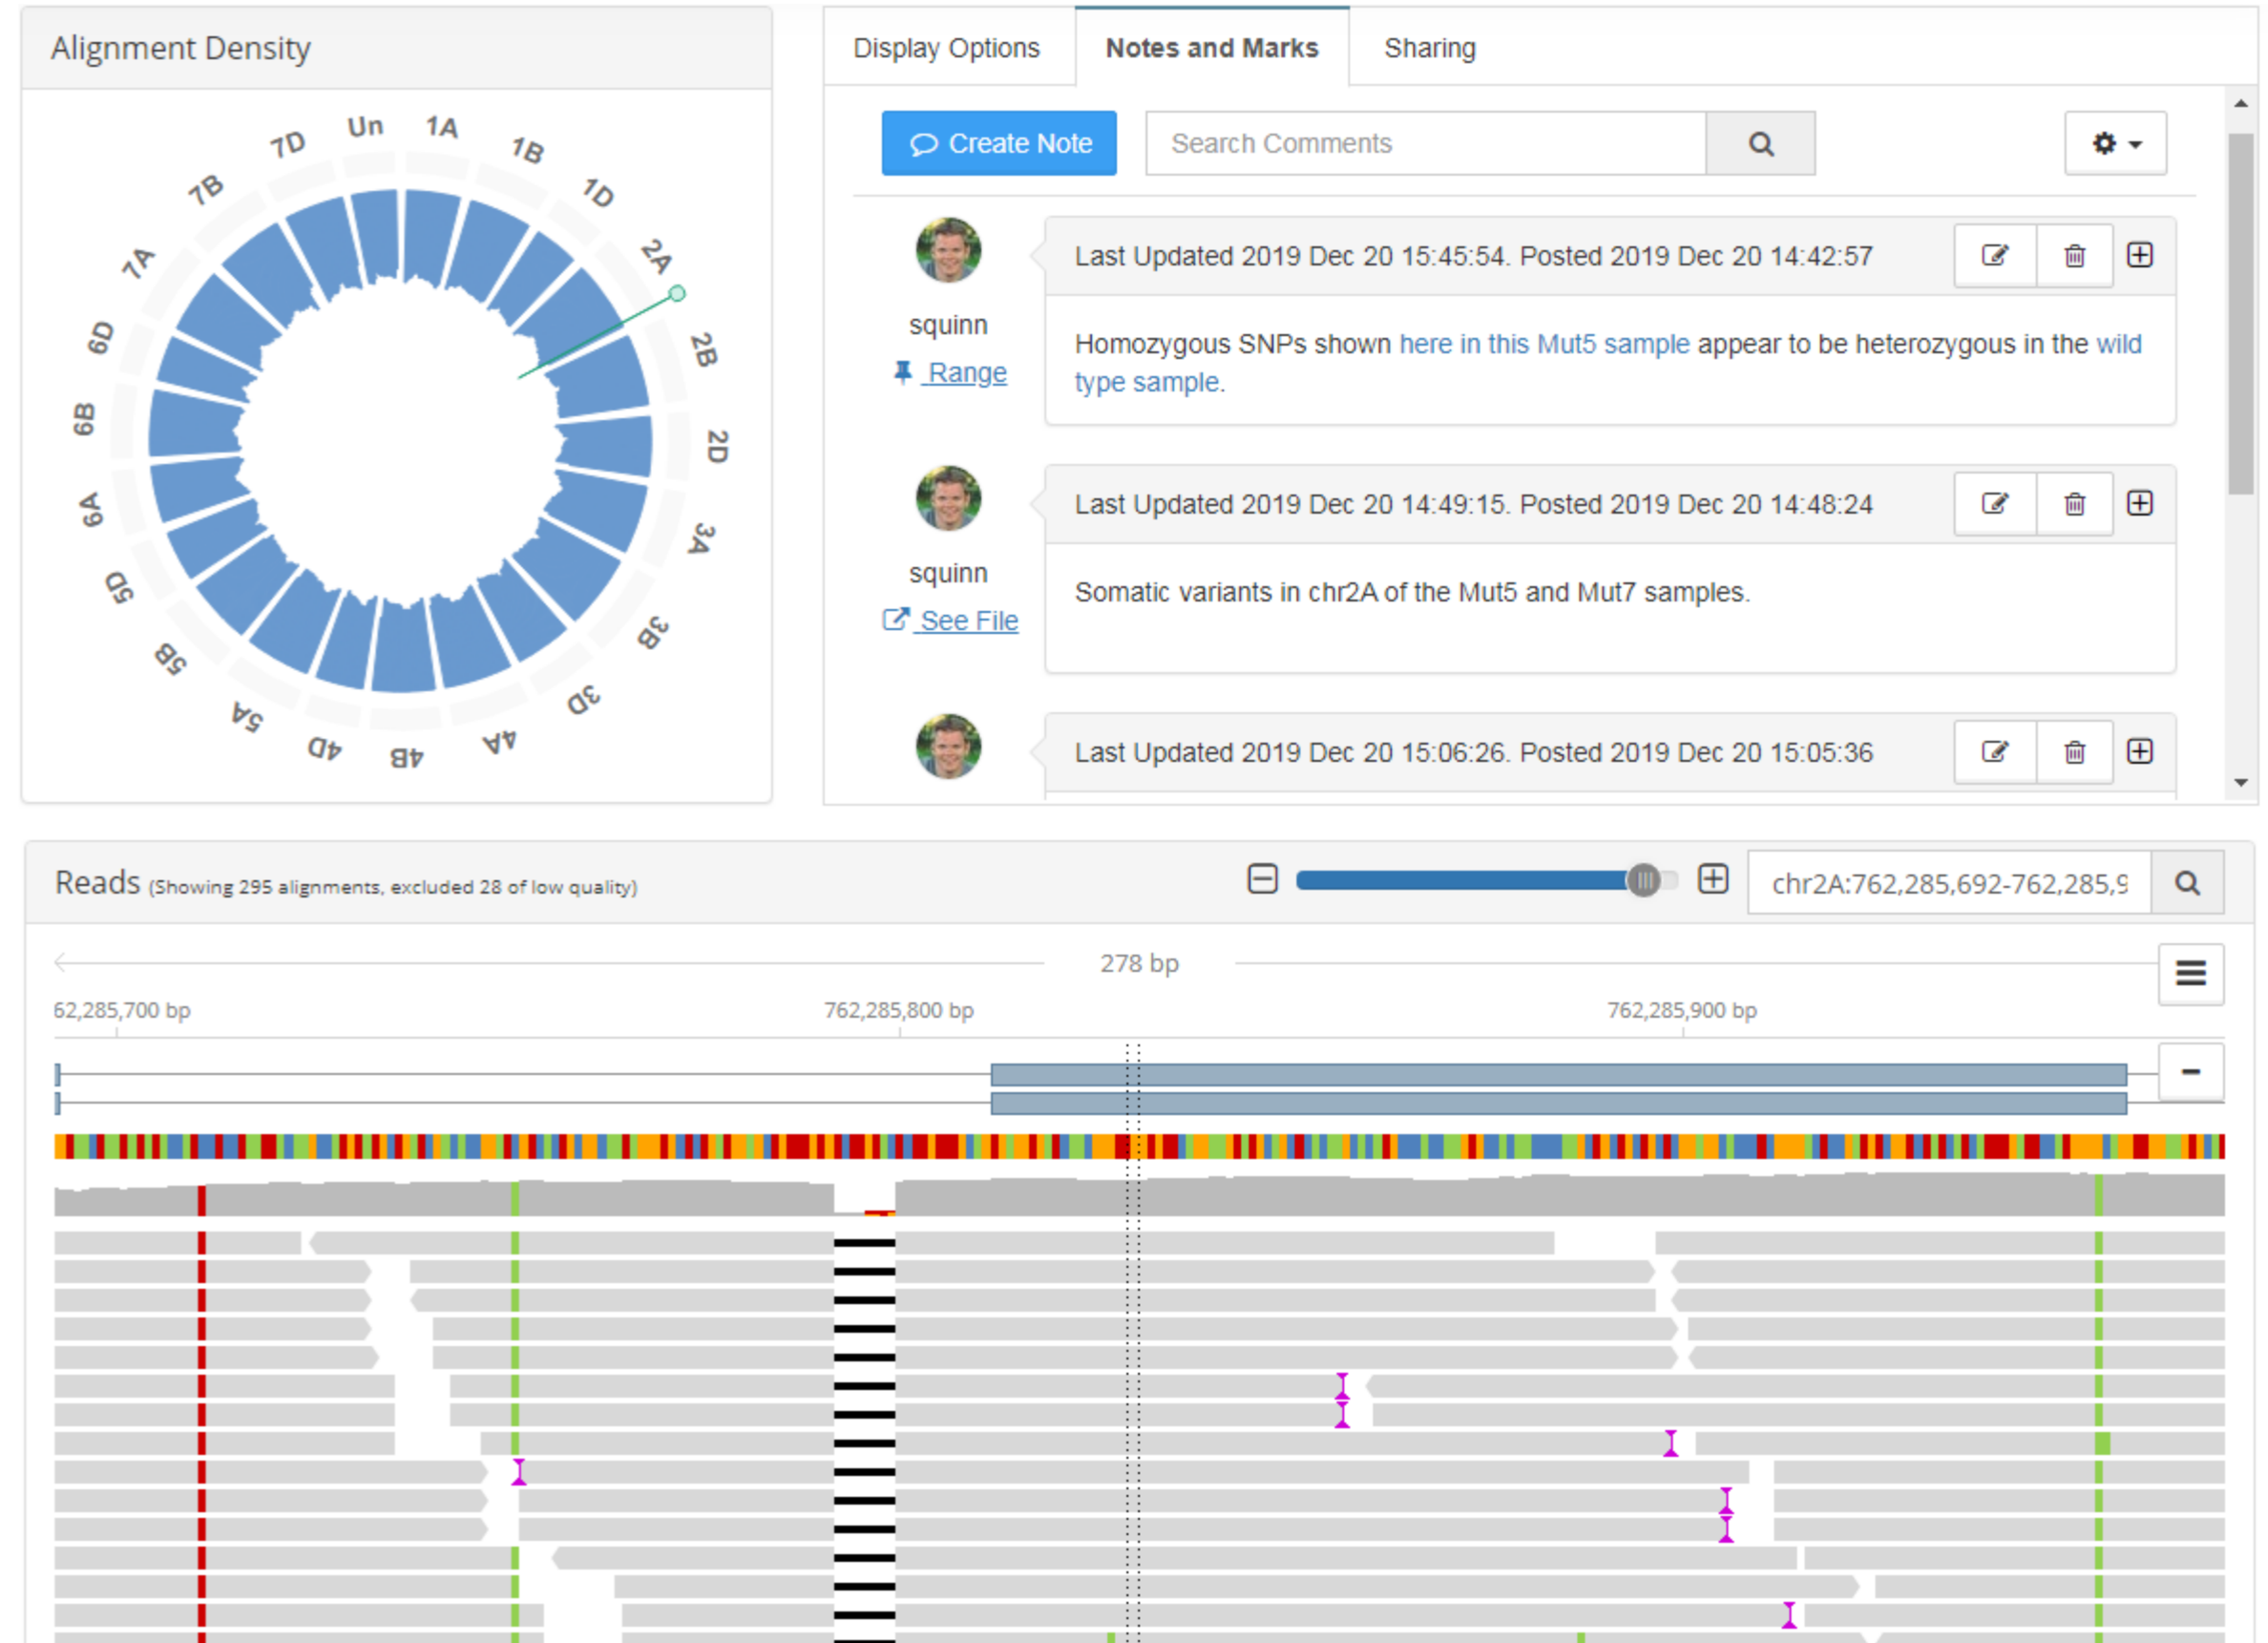 Alignment Density
Un
1A
1B
1D
2A
2B
2D
3A
3B
3D
4A
4B
4D
5A
5B
5D
6A
6B
6D
7A
7B
7D
Display Options
Notes and Marks
Sharing
Create Note
Search Comments
squinn
Range
Last Updated 2019 Dec 20 15:45:54. Posted 2019 Dec 20 14:42:57
Homozygous SNPs shown here in this Mut5 sample appear to be heterozygous in the wild
type sample.
squinn
See File
Last Updated 2019 Dec 20 14:49:15. Posted 2019 Dec 20 14:48:24
Somatic variants in chr2A of the Mut5 and Mut7 samples.
Last Updated 2019 Dec 20 15:06:26. Posted 2019 Dec 20 15:05:36
Reads (Showing 295 alignments, excluded 28 of low quality)
chr2A:762,285,692-762,285,9
278 bp
62,285,700 bp
762,285,800 bp
762,285,900 bp